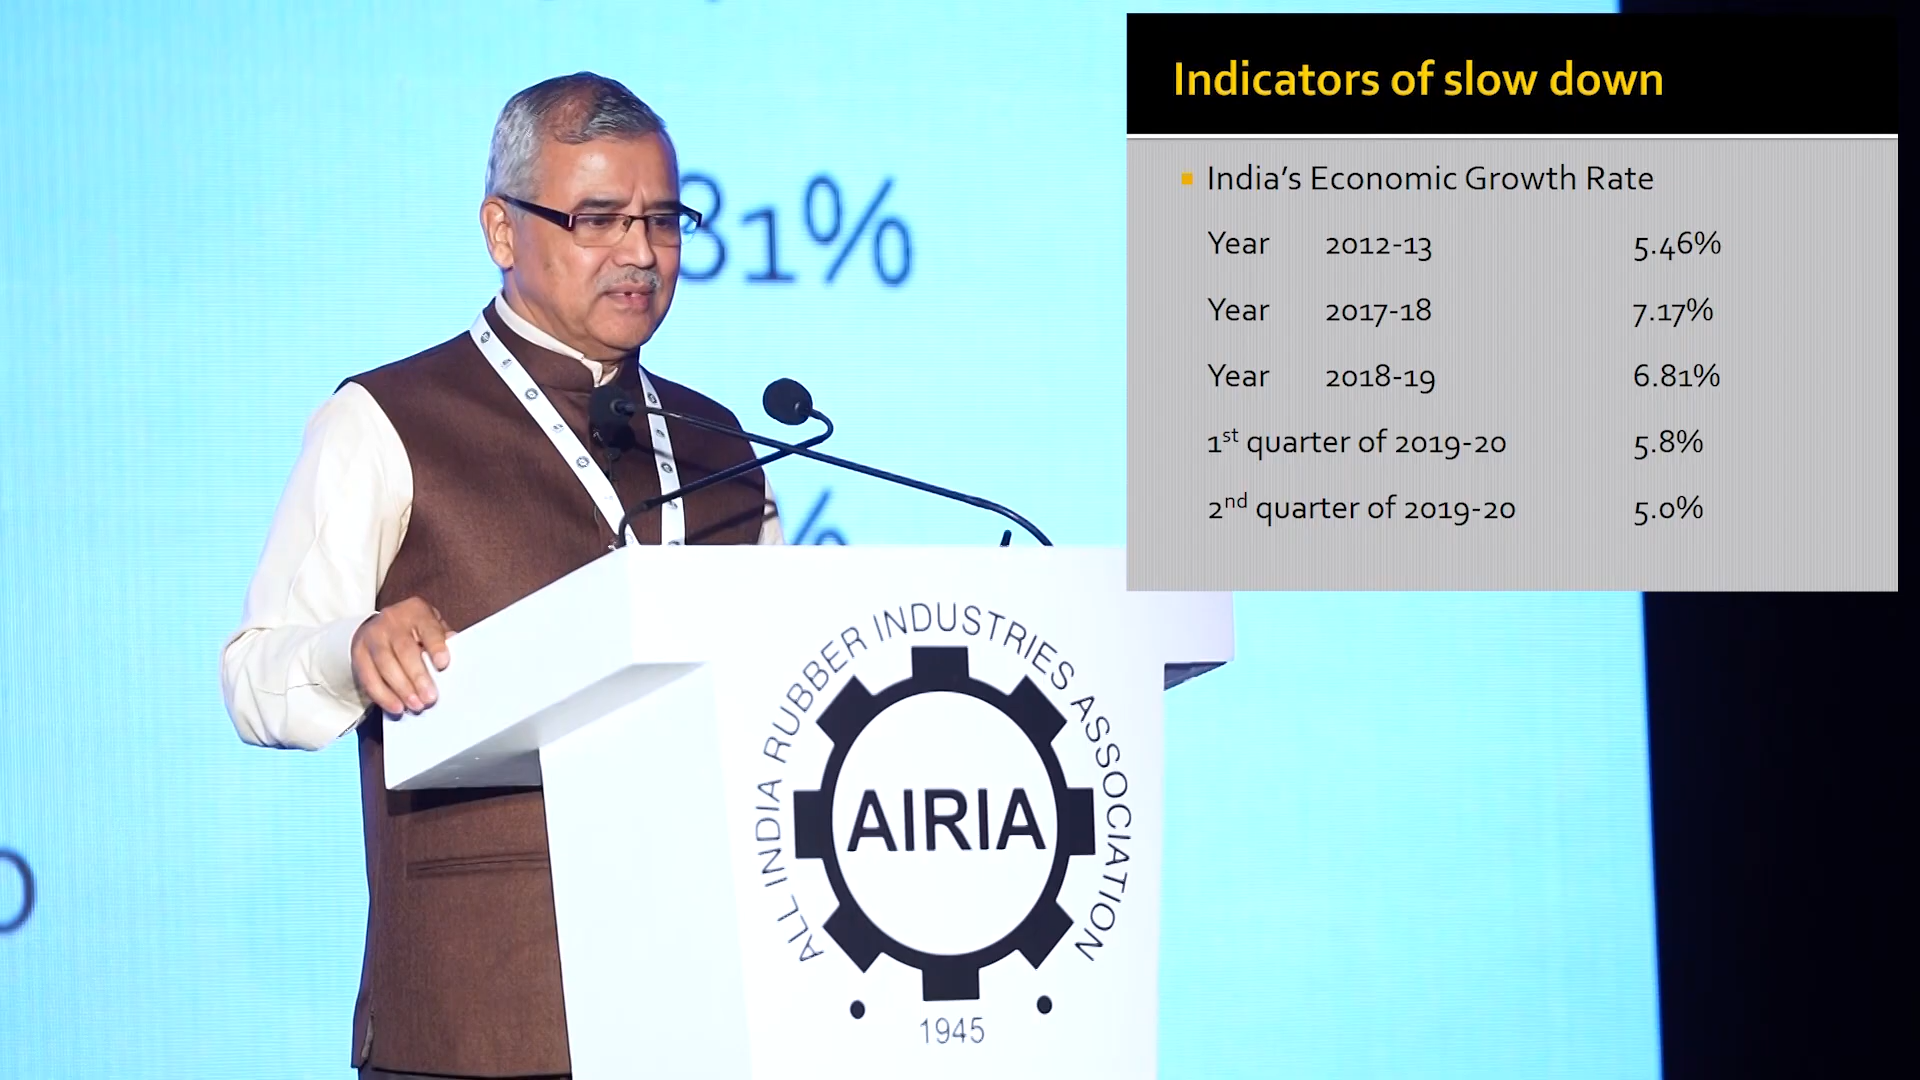 Indicators of slow down
India's Economic Growth Rate
Year 2012-13 5.46%
Year 2017-18 7.17%
Year 2018-19 6.81%
1st quarter of 2019-20 5.8%
2nd quarter of 2019-20 5.0%
81%
%
ALL INDIA RUBBER INDUSTRIES ASSOCIATION
AIRIA
1945